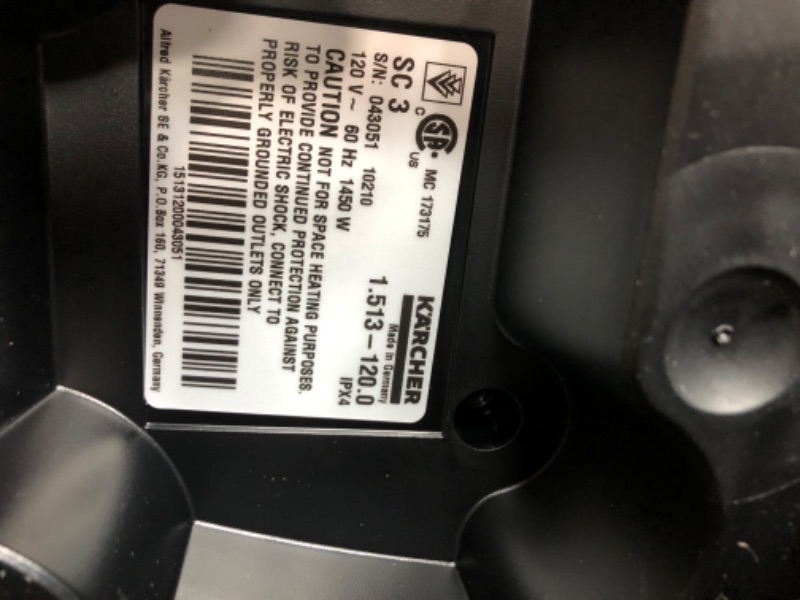 MC 173175
C
SA
US
KÄRCHER
Made in Germany
SC 3
1.513-120.0
S/N: 043051 10210
IPX4
120 V~ 60 Hz 1450 W
CAUTION NOT FOR SPACE HEATING PURPOSES.
TO PROVIDE CONTINUED PROTECTION AGAINST
RISK OF ELECTRIC SHOCK, CONNECT TO
PROPERLY GROUNDED OUTLETS ONLY
15131200043051
Alfred Kärcher SE & Co.KG, P.O.Box 160, 71349 Winnenden, Germany